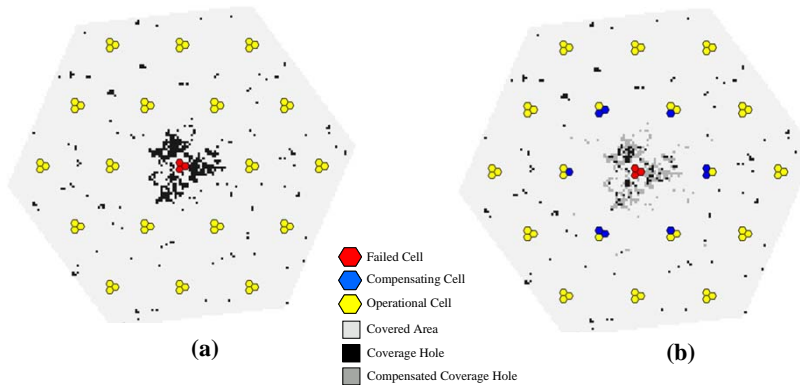 Failed Cell
Compensating Cell
Operational Cell
Covered Area
Coverage Hole
Compensated Coverage Hole
(a)
(b)